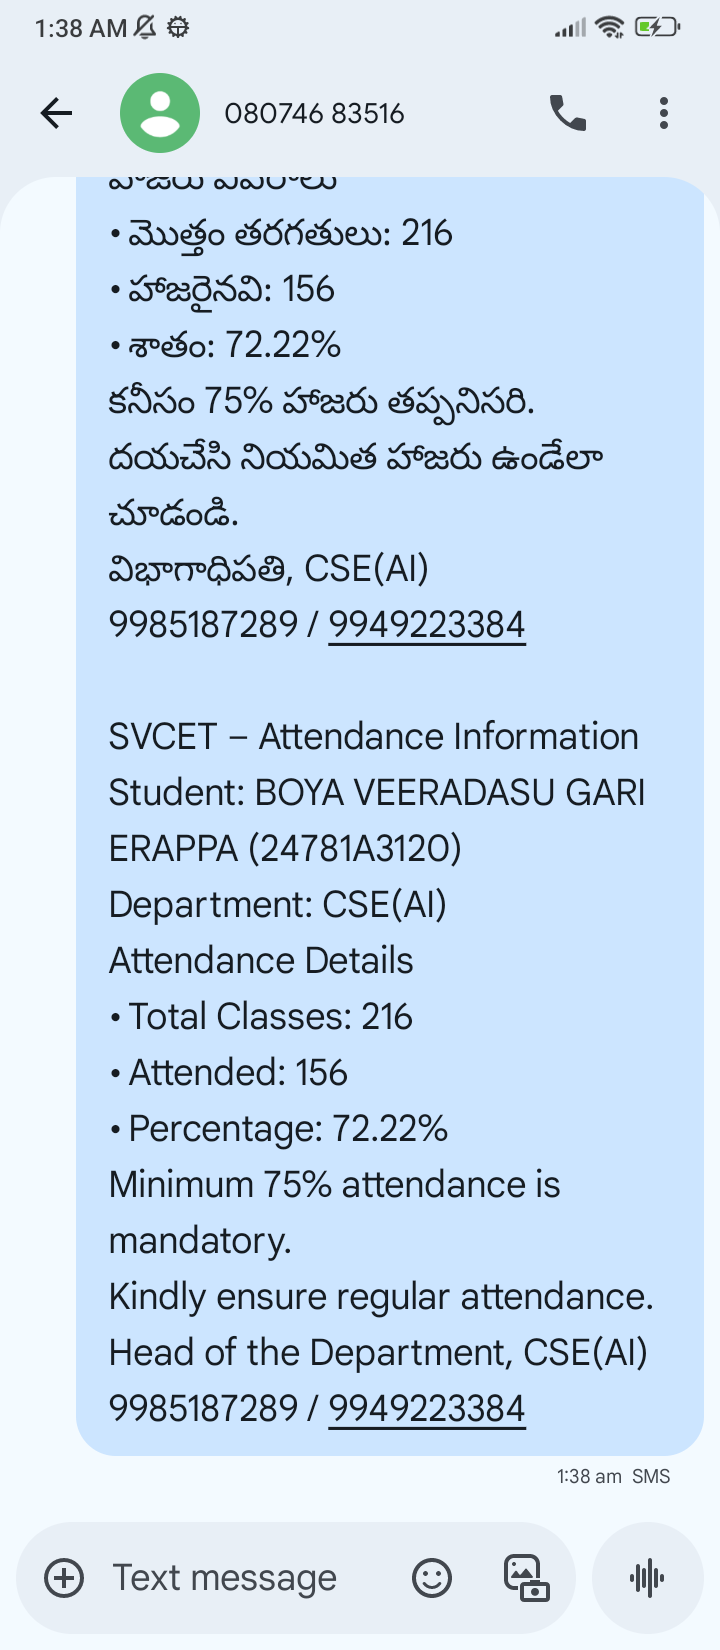 1:38 AM
080746 83516
హాజరు వివరాలు
• మొత్తం తరగతులు: 216
• హాజరైనవి: 156
• శాతం: 72.22%
కనీసం 75% హాజరు తప్పనిసరి.
దయచేసి నియమిత హాజరు ఉండేలా
చూడండి.
విభాగాధిపతి, CSE(AI)
9985187289 / 9949223384
SVCET – Attendance Information
Student: BOYA VEERADASU GARI
ERAPPA (24781A3120)
Department: CSE(AI)
Attendance Details
• Total Classes: 216
• Attended: 156
• Percentage: 72.22%
Minimum 75% attendance is
mandatory.
Kindly ensure regular attendance.
Head of the Department, CSE(AI)
9985187289 / 9949223384
1:38 am SMS
Text message